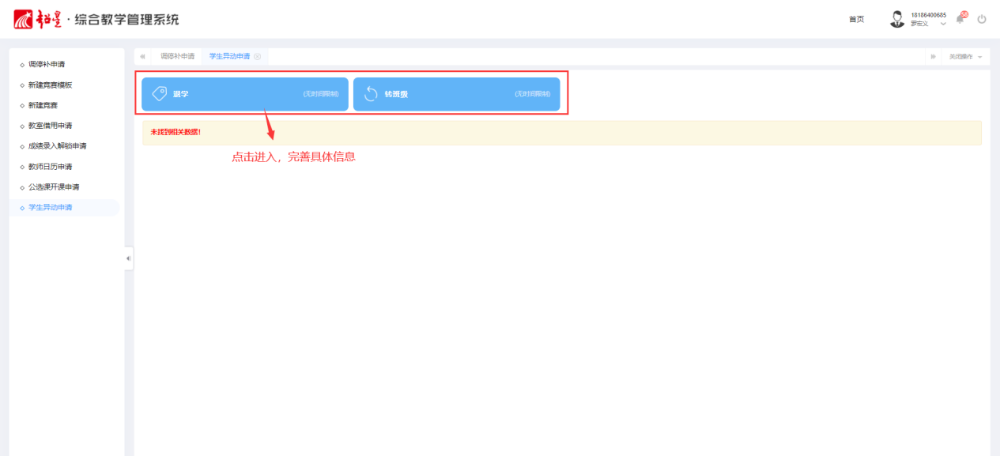 超星·综合教学管理系统
首页
18186400685
罗宏义
56
调停补申请
新建竞赛模板
新建竞赛
教室借用申请
成绩录入解锁申请
教师日历申请
公选课开课申请
学生异动申请
调停补申请 学生异动申请 关闭操作
退学 (无时间限制) 转班级 (无时间限制)
未找到相关数据!
点击进入，完善具体信息